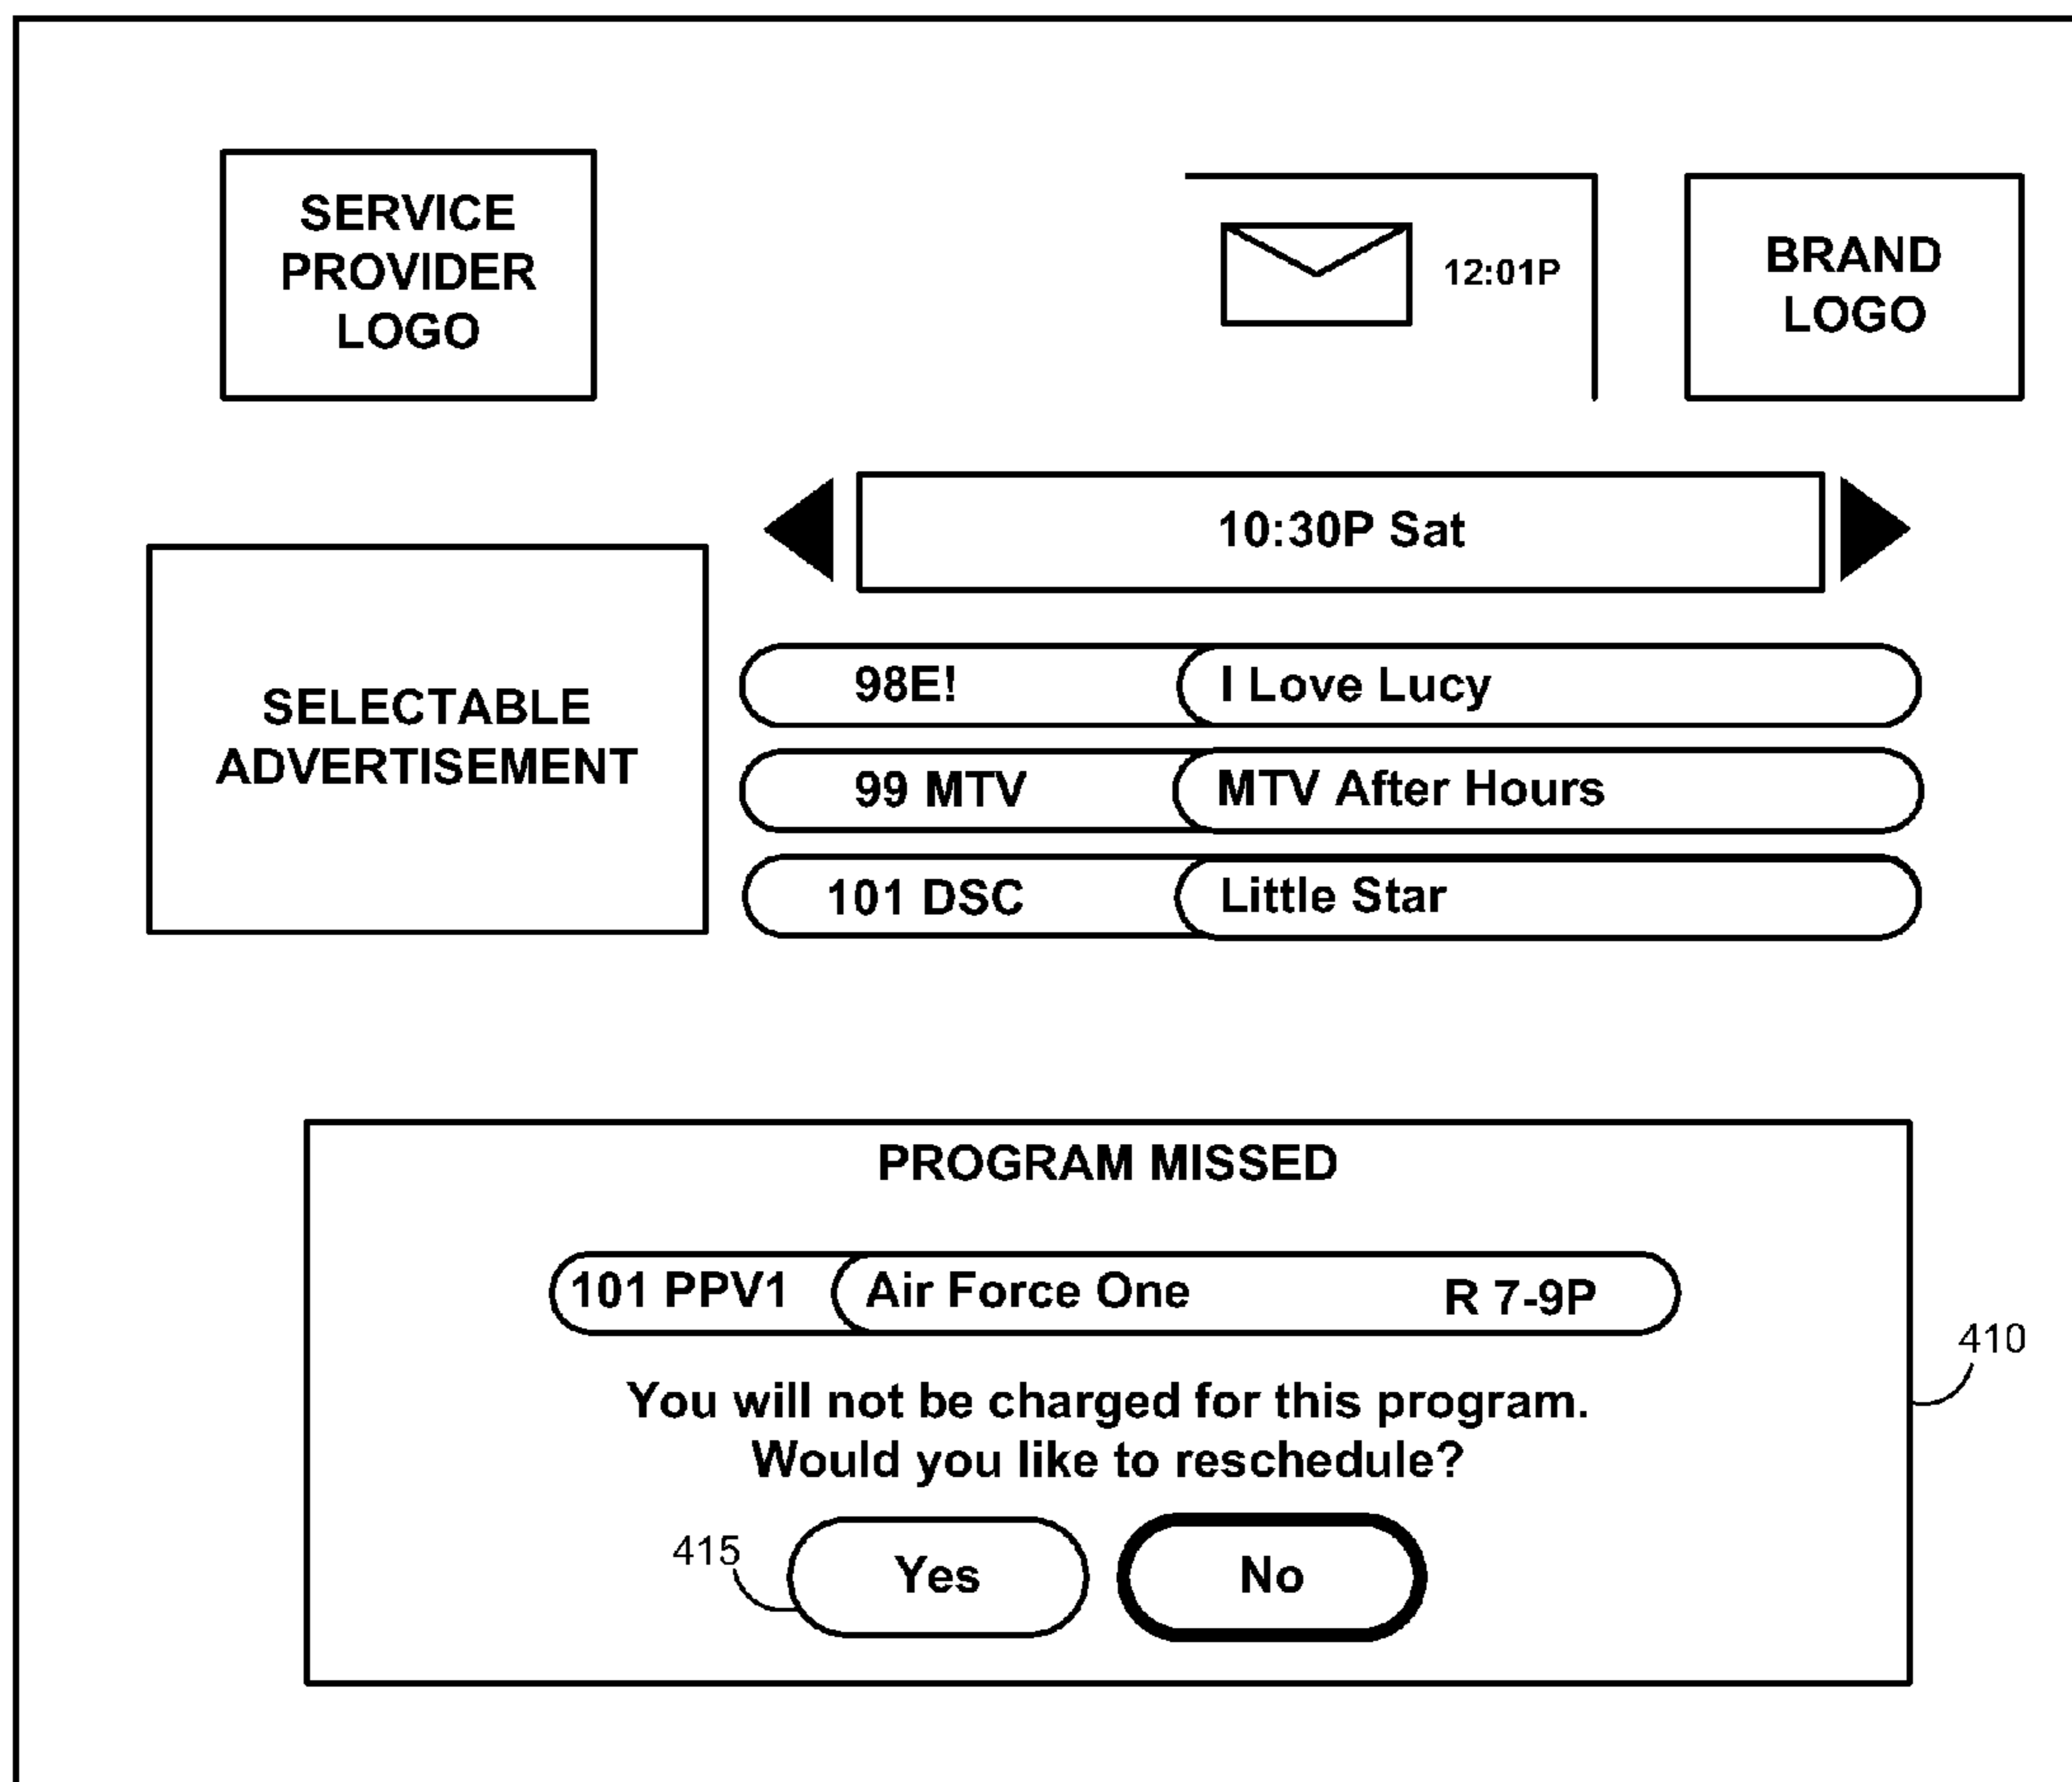 SERVICE
PROVIDER
LOGO
12:01P
BRAND
LOGO
10:30P Sat
SELECTABLE
ADVERTISEMENT
98E! I Love Lucy
99 MTV MTV After Hours
101 DSC Little Star
PROGRAM MISSED
101 PPV1 Air Force One R 7-9P
410
You will not be charged for this program.
Would you like to reschedule?
415
Yes No